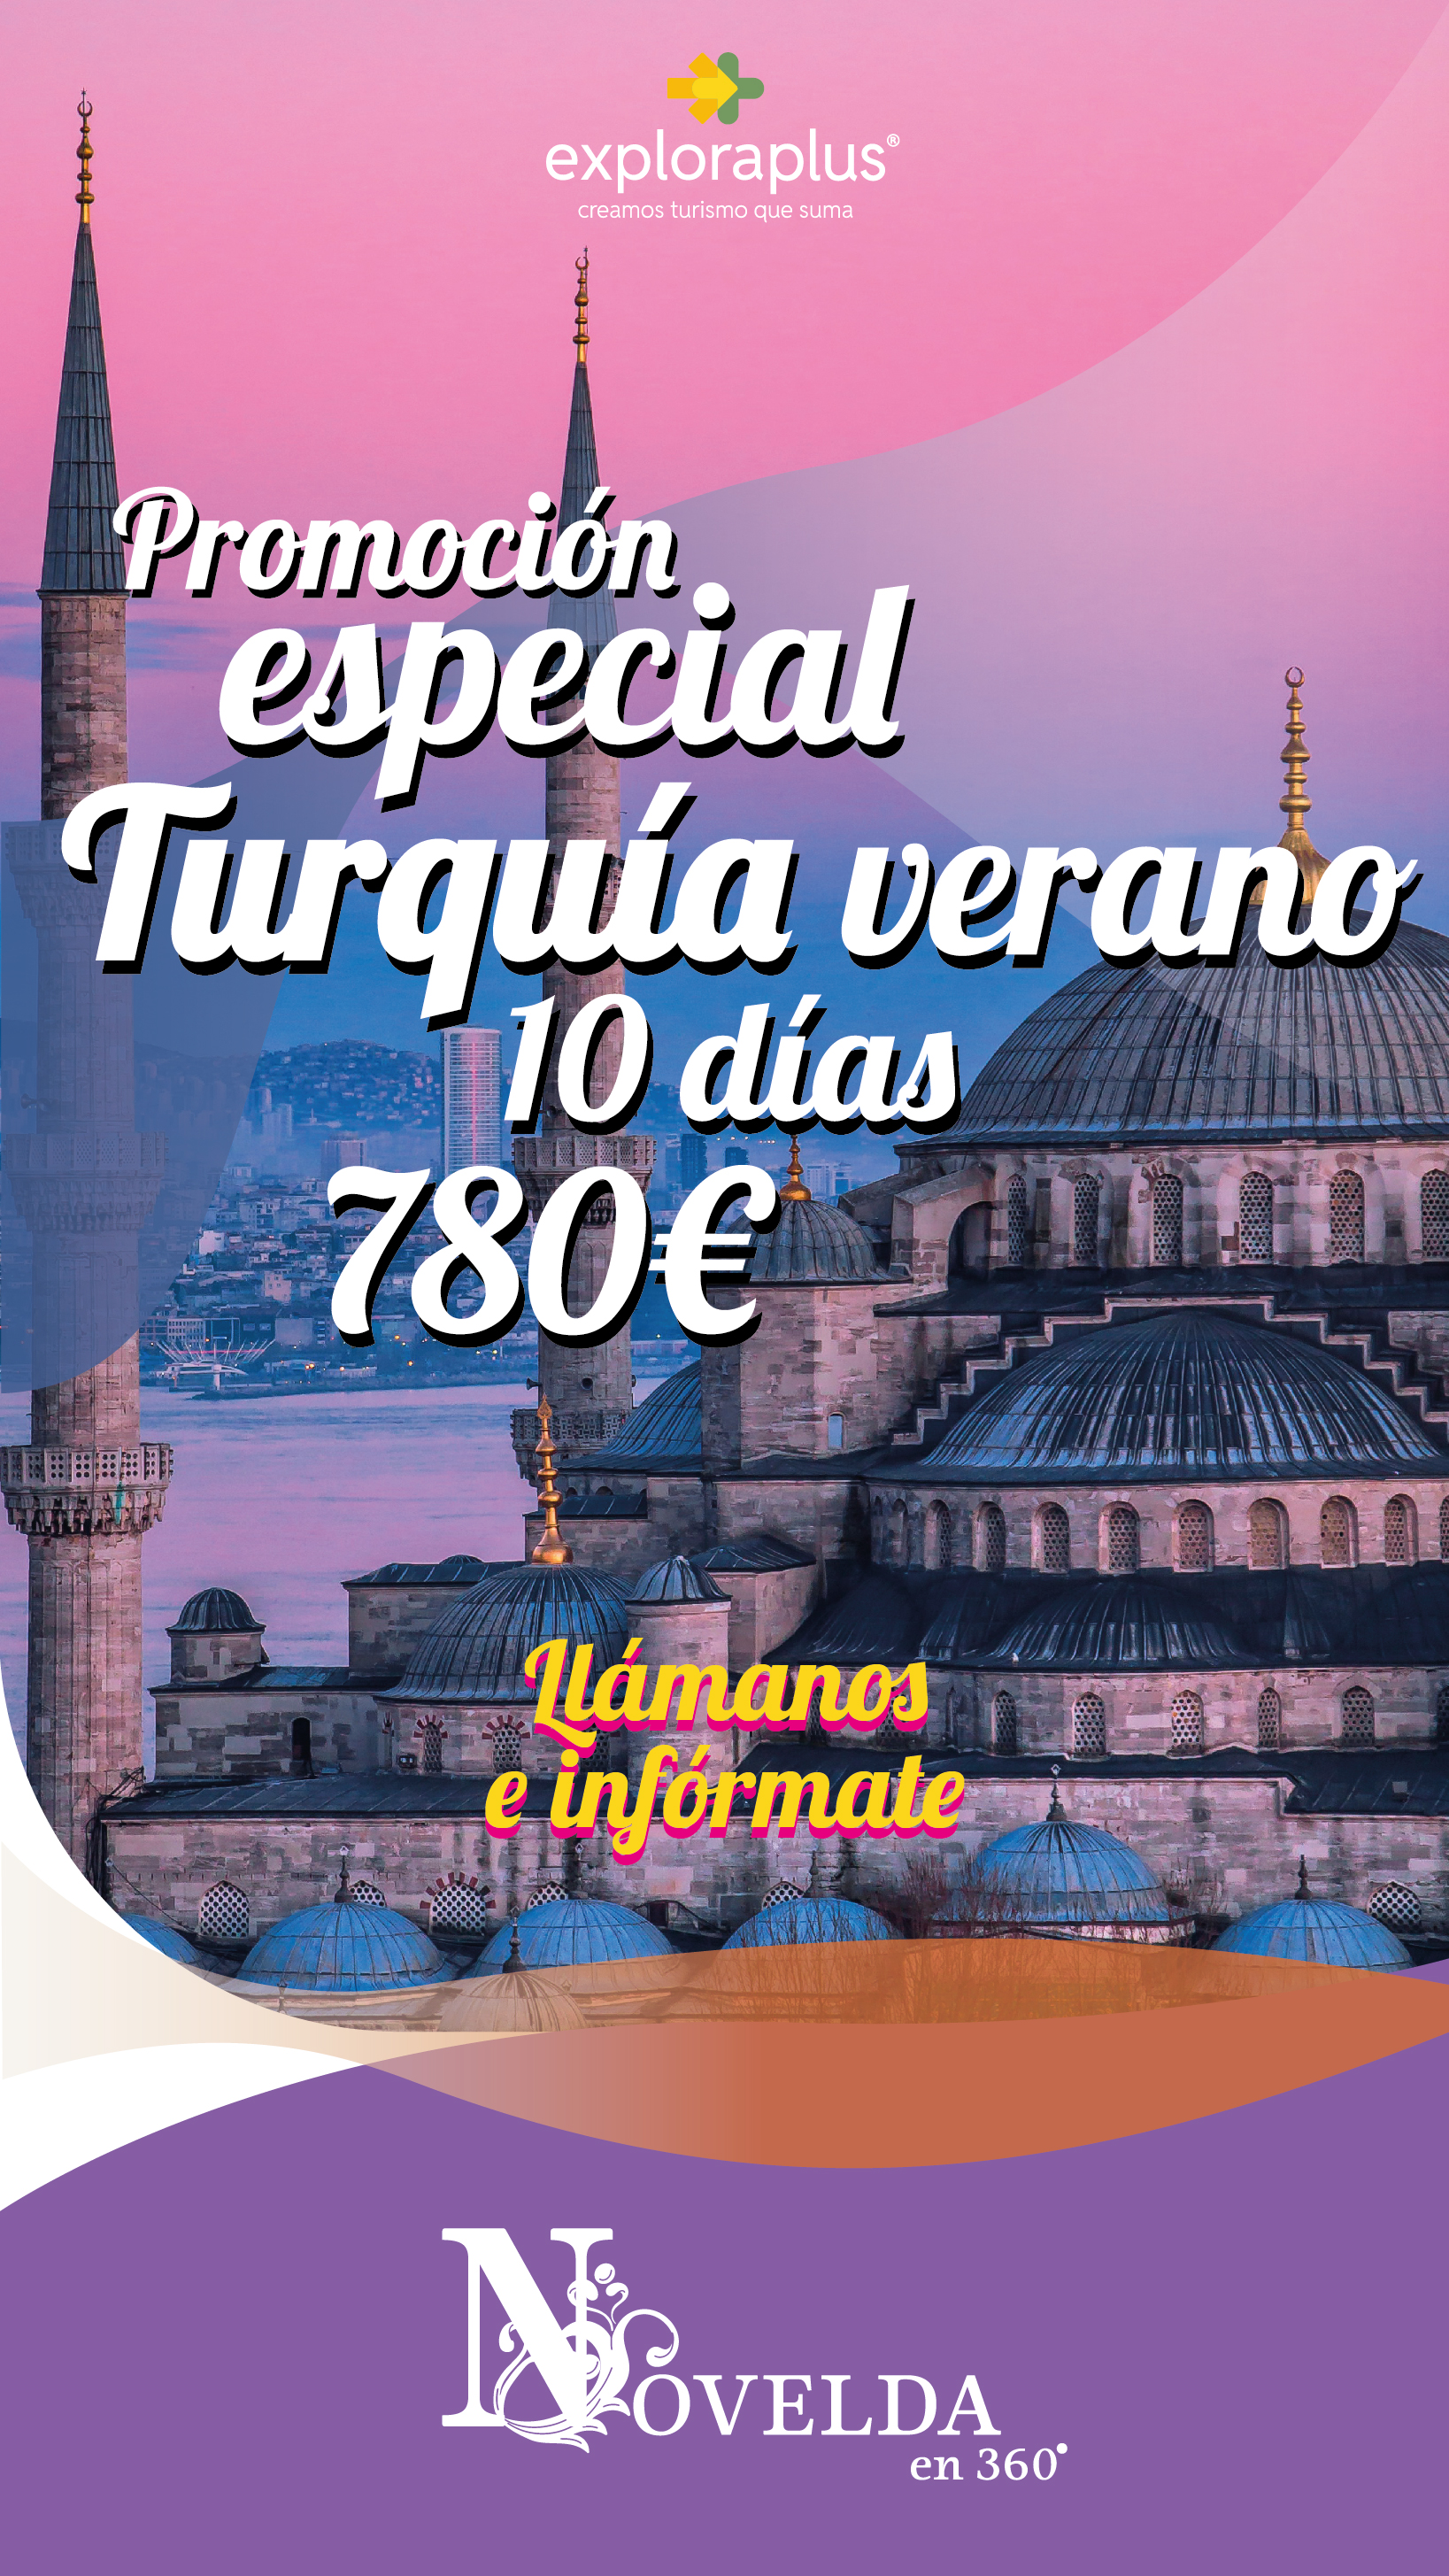 exploraplus®
creamos turismo que suma
Promoción
especial
Turquía verano
10 días
780€
Llámanos
e infórmate
NOVELDA
en 360°